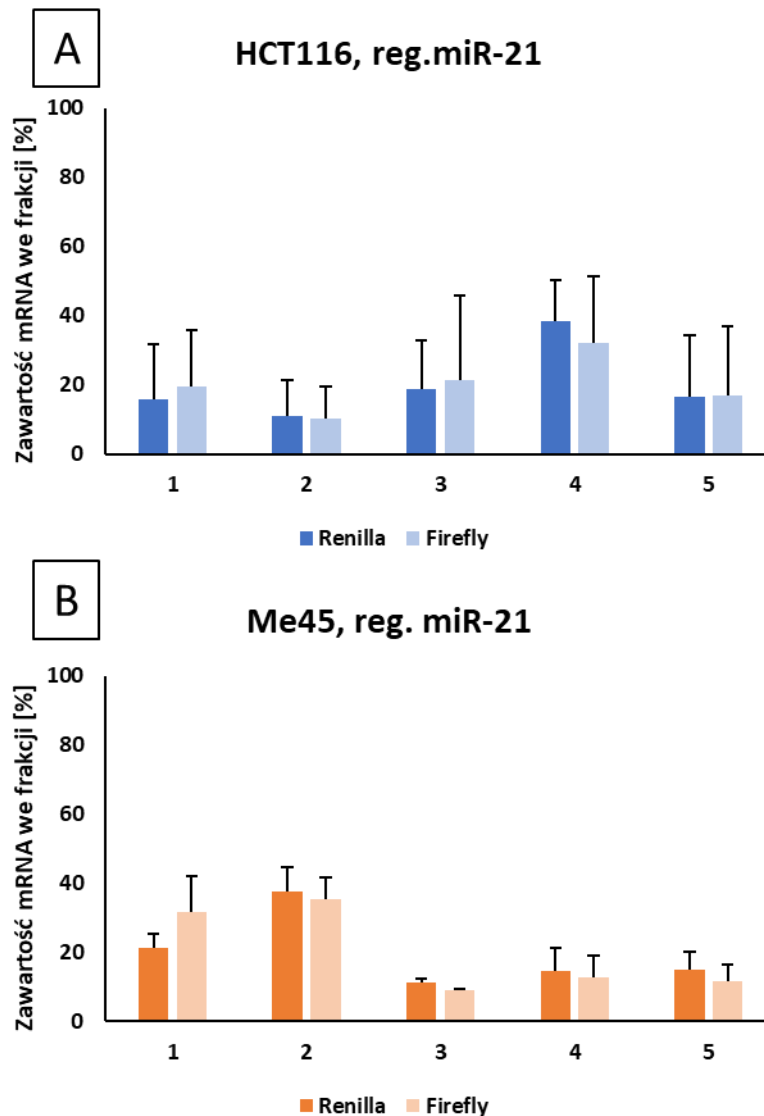 A
HCT116, reg.miR-21
Zawartość mRNA we frakcji [%]
100
80
60
40
20
0
1 2 3 4 5
Renilla Firefly
B
Me45, reg. miR-21
Zawartość mRNA we frakcji [%]
100
80
60
40
20
0
1 2 3 4 5
Renilla Firefly